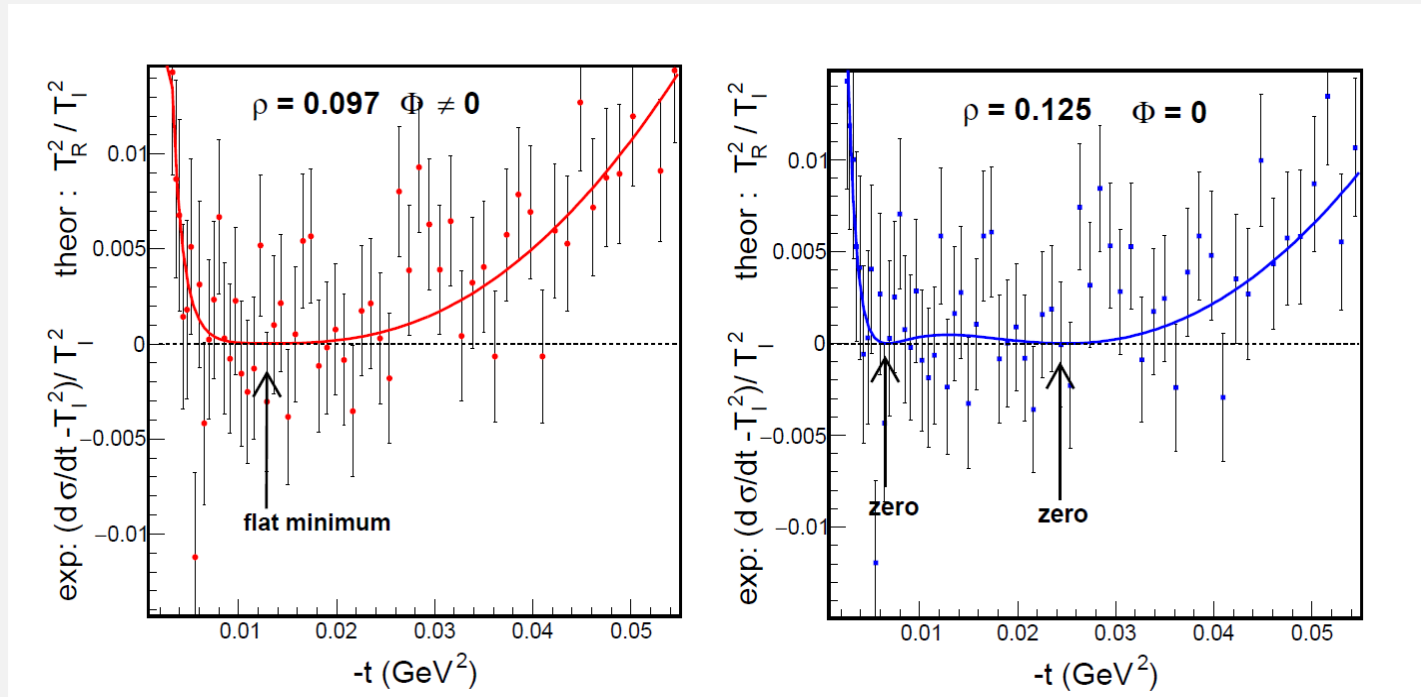 exp: (d σ/dt -T_I^2)/ T_I^2 theor : T_R^2 / T_I^2
ρ = 0.097 Φ ≠ 0
0.01
0.005
0
−0.005
−0.01
flat minimum
0.01 0.02 0.03 0.04 0.05
-t (GeV^2)
exp: (d σ/dt -T_I^2)/ T_I^2 theor : T_R^2 / T_I^2
ρ = 0.125 Φ = 0
0.01
0.005
0
−0.005
−0.01
zero
zero
0.01 0.02 0.03 0.04 0.05
-t (GeV^2)